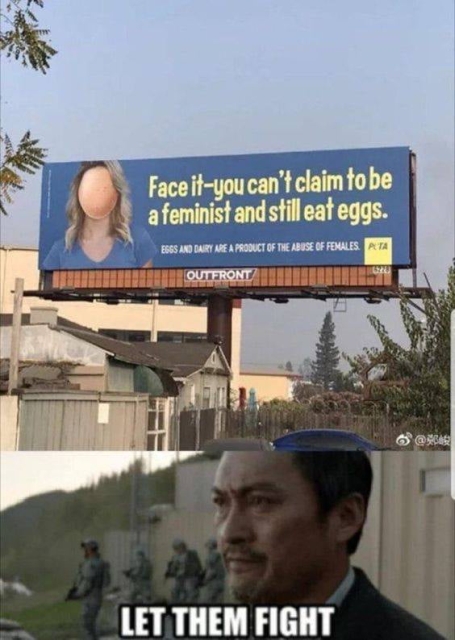 Face it—you can't claim to be
a feminist and still eat eggs.
EGGS AND DAIRY ARE A PRODUCT OF THE ABUSE OF FEMALES.
PETA
OUTFRONT/
LET THEM FIGHT